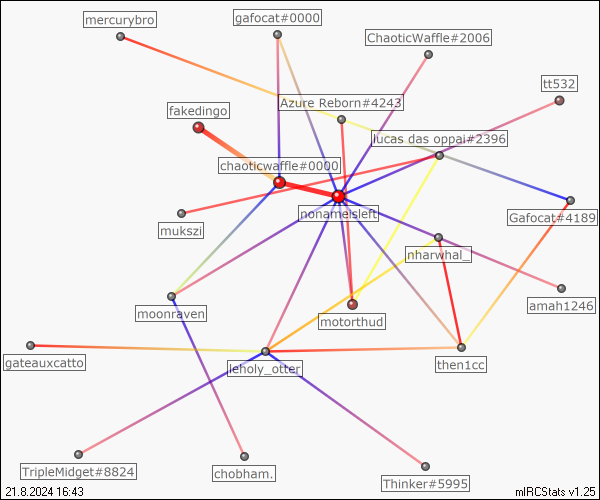 mercurybro
gafocat#0000
ChaoticWaffle#2006
tt532
Azure Reborn#4243
fakedingo
lucas das oppai#2396
chaoticwaffle#0000
nonameisleft
mukszi
Gafocat#4189
nharwhal_
amah1246
moonraven
motorthud
gateauxcatto
ieholy_otter
then1cc
TripleMidget#8824
chobham.
Thinker#5995
21.8.2024 16:43
mIRCStats v1.25